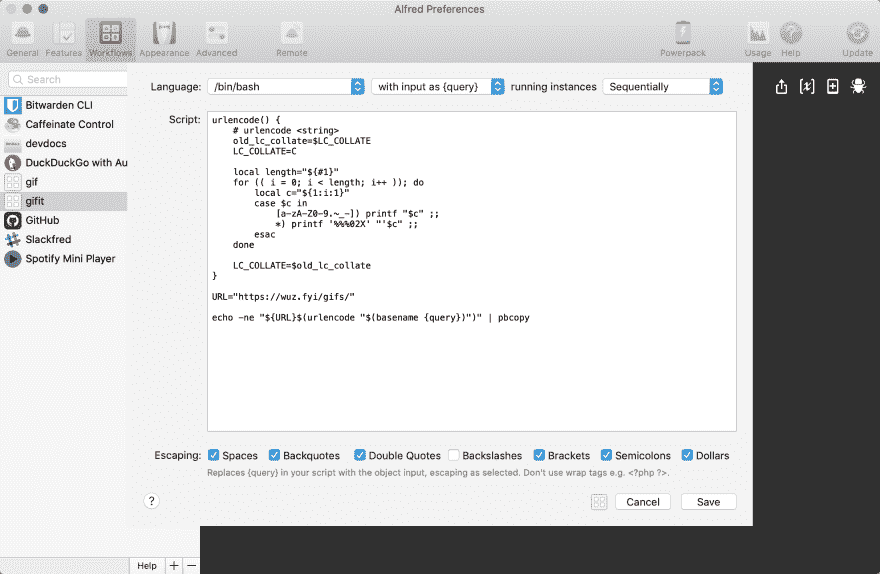 Alfred Preferences
General Features Workflows Appearance Advanced Remote Powerpack Usage Help Update
Search
Bitwarden CLI
Caffeinate Control
devdocs
DuckDuckGo with Au
gif
gifit
GitHub
Slackfred
Spotify Mini Player
Language: /bin/bash with input as {query} running instances Sequentially
Script:
urlencode() {
# urlencode <string>
old_lc_collate=$LC_COLLATE
LC_COLLATE=C
local length="${#1}"
for (( i = 0; i < length; i++ )); do
local c="${1:i:1}"
case $c in
[a-zA-Z0-9.~_-]) printf "$c" ;;
*) printf '%%%02X' "'$c" ;;
esac
done
LC_COLLATE=$old_lc_collate
}
URL="https://wuz.fyi/gifs/"
echo -ne "${URL}$(urlencode "$(basename {query})")" | pbcopy
Escaping: Spaces Backquotes Double Quotes Backslashes Brackets Semicolons Dollars
Replaces {query} in your script with the object input, escaping as selected. Don't use wrap tags e.g. <?php ?>.
? Cancel Save
Help + −